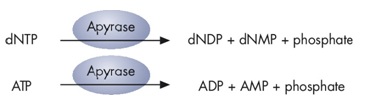 Apyrase
dNTP dNDP + dNMP + phosphate
Apyrase
ATP ADP + AMP + phosphate